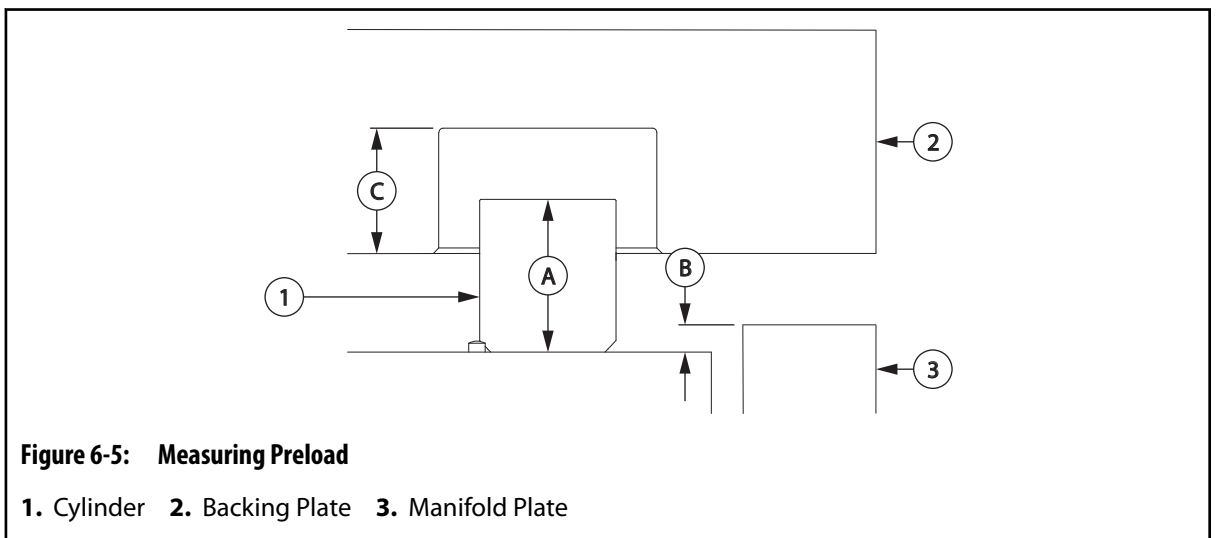 C
2
A
B
1
3
Figure 6-5: Measuring Preload
1. Cylinder 2. Backing Plate 3. Manifold Plate